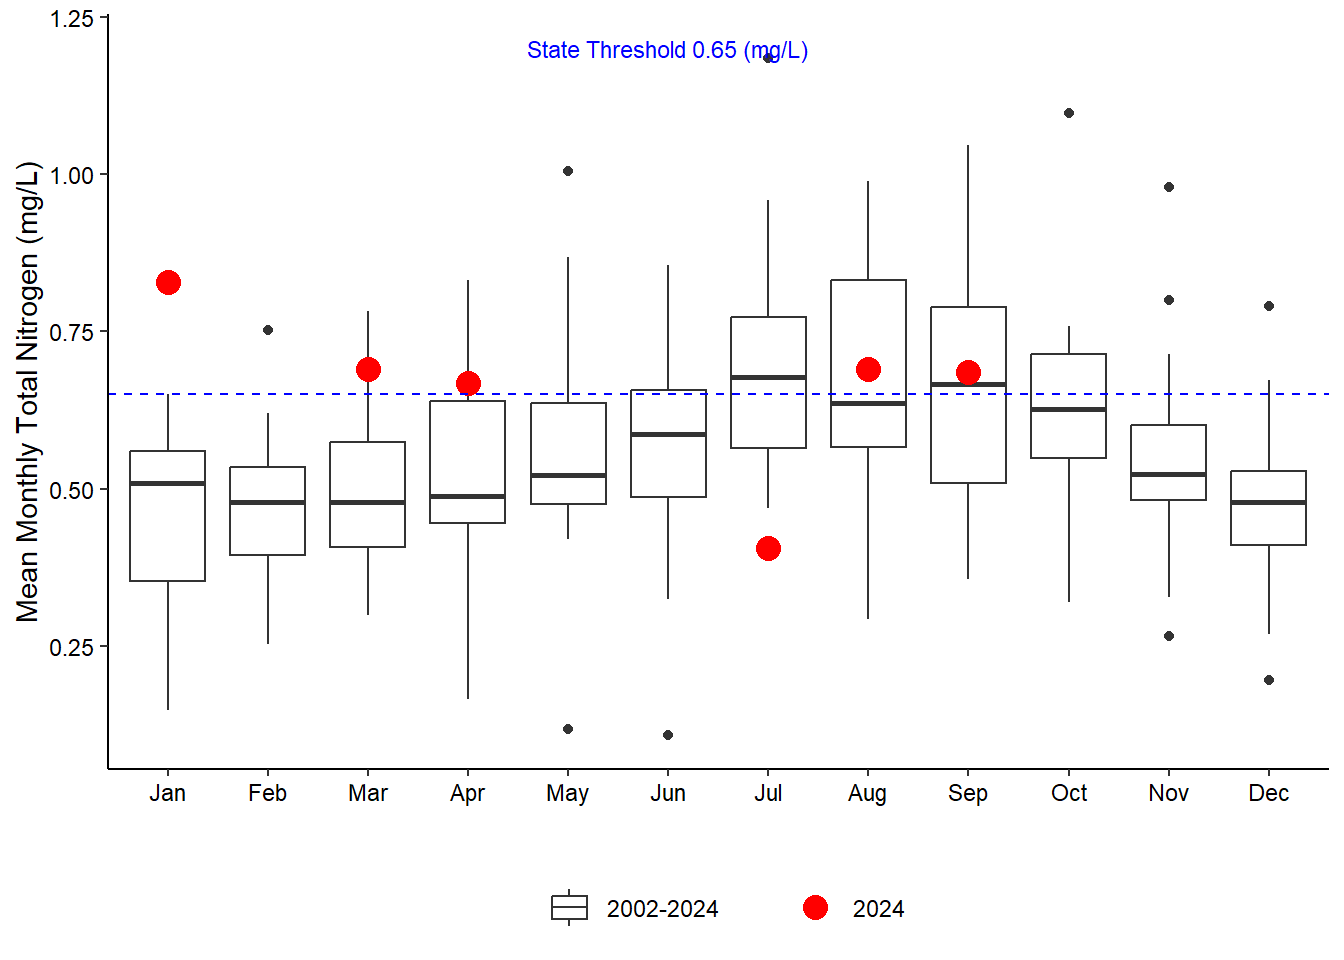 State Threshold 0.65 (mg/L)
Mean Monthly Total Nitrogen (mg/L)
1.25
1.00
0.75
0.50
0.25
Jan Feb Mar Apr May Jun Jul Aug Sep Oct Nov Dec
2002-2024 2024